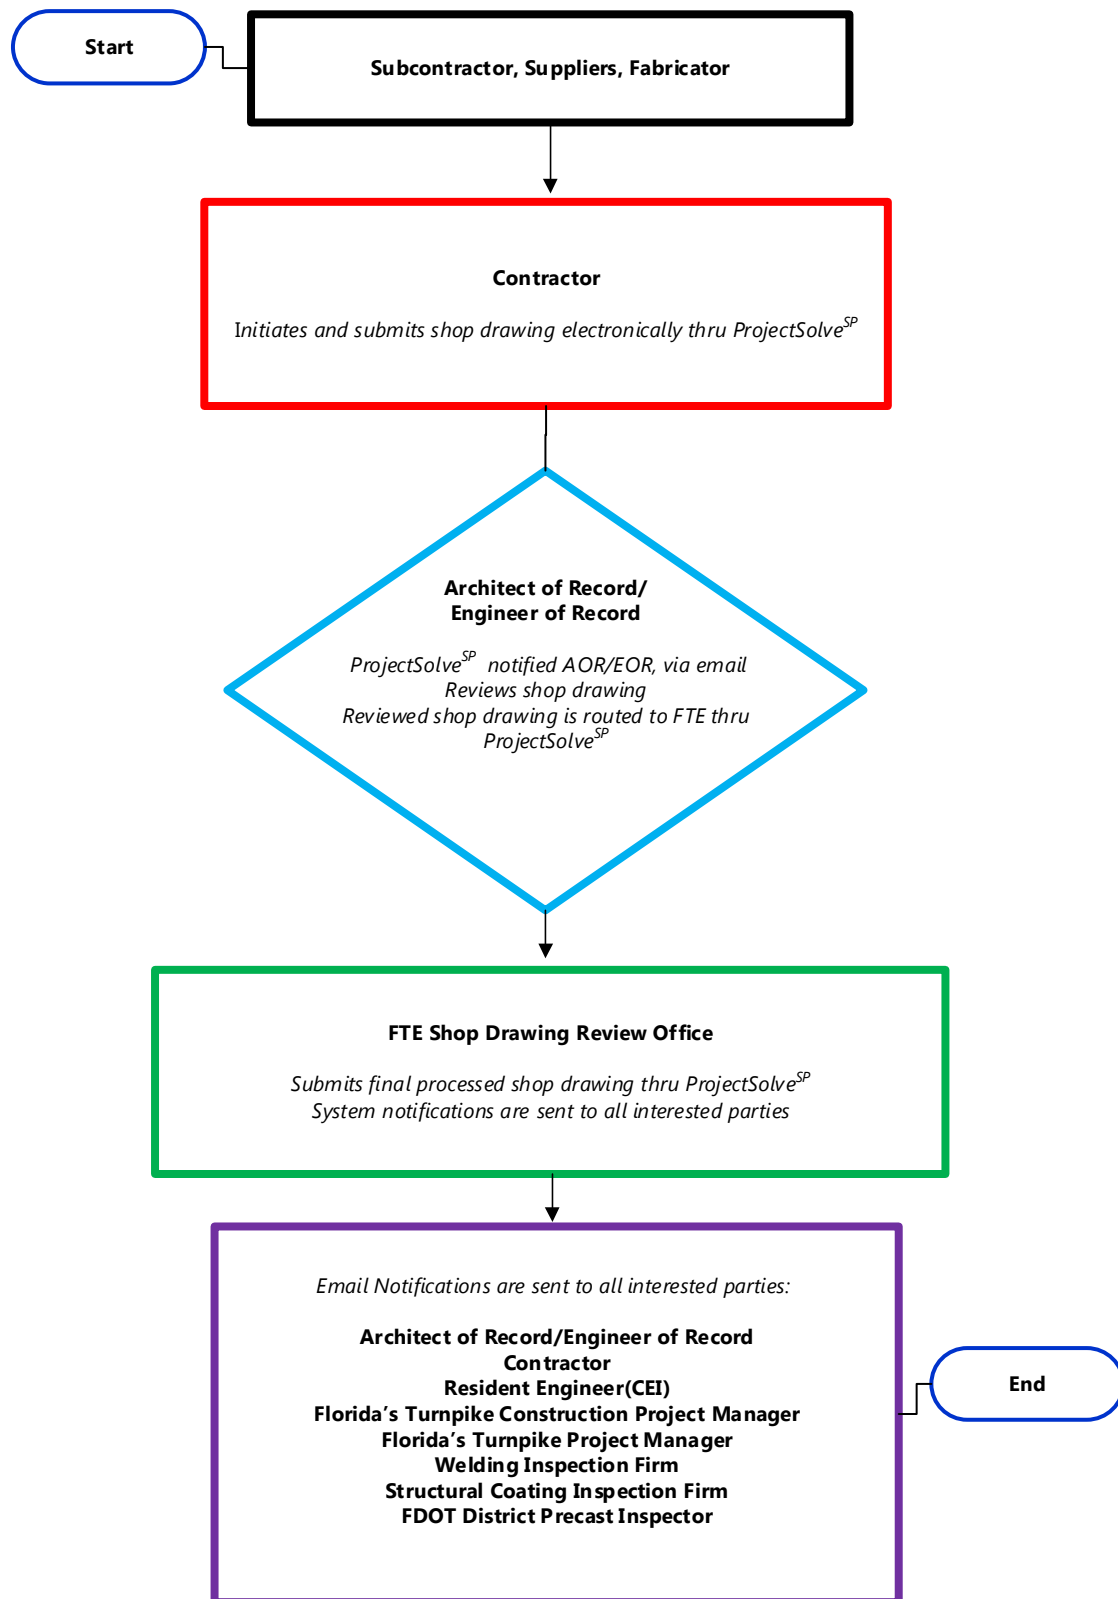 Start
Subcontractor, Suppliers, Fabricator
Contractor
Initiates and submits shop drawing electronically thru ProjectSolveSP
Architect of Record/
Engineer of Record
ProjectSolveSP notified AOR/EOR, via email
Reviews shop drawing
Reviewed shop drawing is routed to FTE thru
ProjectSolveSP
FTE Shop Drawing Review Office
Submits final processed shop drawing thru ProjectSolveSP
System notifications are sent to all interested parties
Email Notifications are sent to all interested parties:
Architect of Record/Engineer of Record
Contractor
Resident Engineer(CEI)
Florida’s Turnpike Construction Project Manager
Florida’s Turnpike Project Manager
Welding Inspection Firm
Structural Coating Inspection Firm
FDOT District Precast Inspector
End